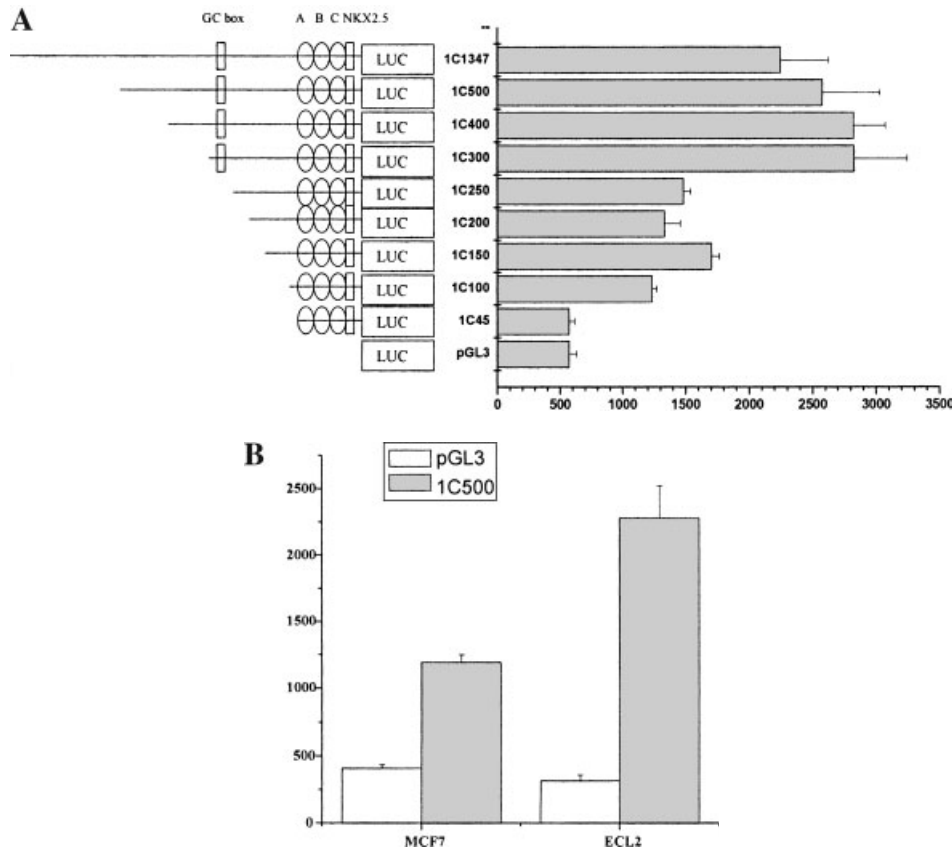 A
GC box
A B C NKX2.5
--
LUC 1C1347
LUC 1C500
LUC 1C400
LUC 1C300
LUC 1C250
LUC 1C200
LUC 1C150
LUC 1C100
LUC 1C45
LUC pGL3
0 500 1000 1500 2000 2500 3000 3500
B
pGL3
1C500
2500
2000
1500
1000
500
0
MCF7 ECL2